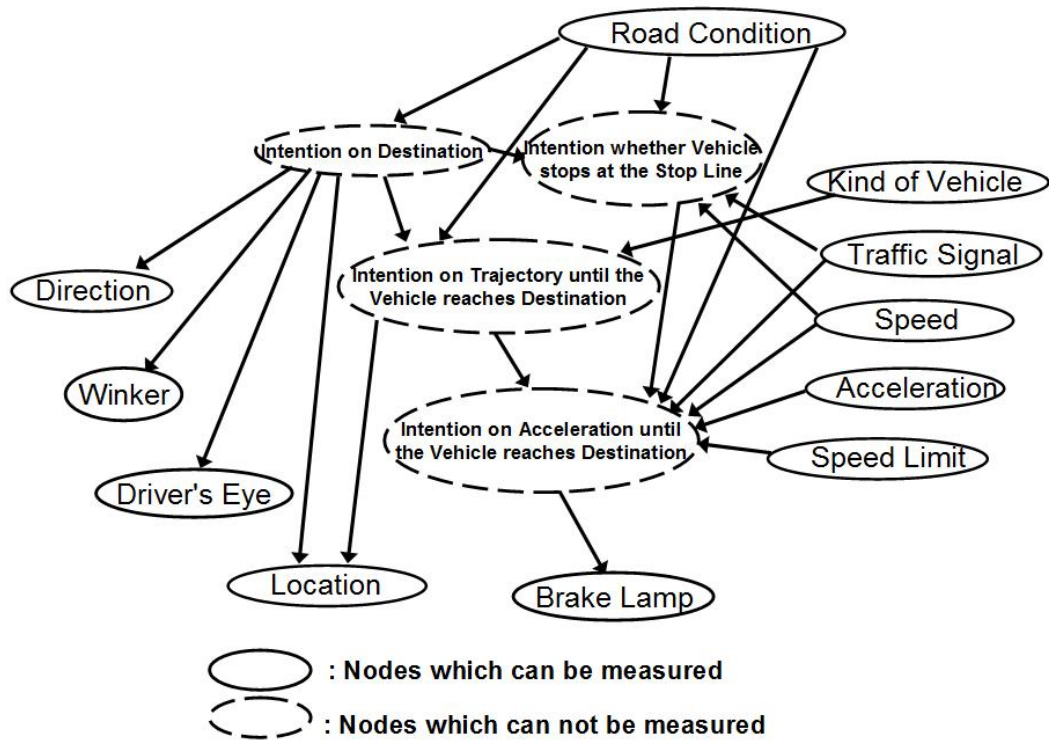 Road Condition
Intention on Destination
Intention whether Vehicle
stops at the Stop Line
Kind of Vehicle
Traffic Signal
Direction
Intention on Trajectory until the
Vehicle reaches Destination
Speed
Winker
Acceleration
Intention on Acceleration until
the Vehicle reaches Destination
Speed Limit
Driver's Eye
Location
Brake Lamp
: Nodes which can be measured
: Nodes which can not be measured